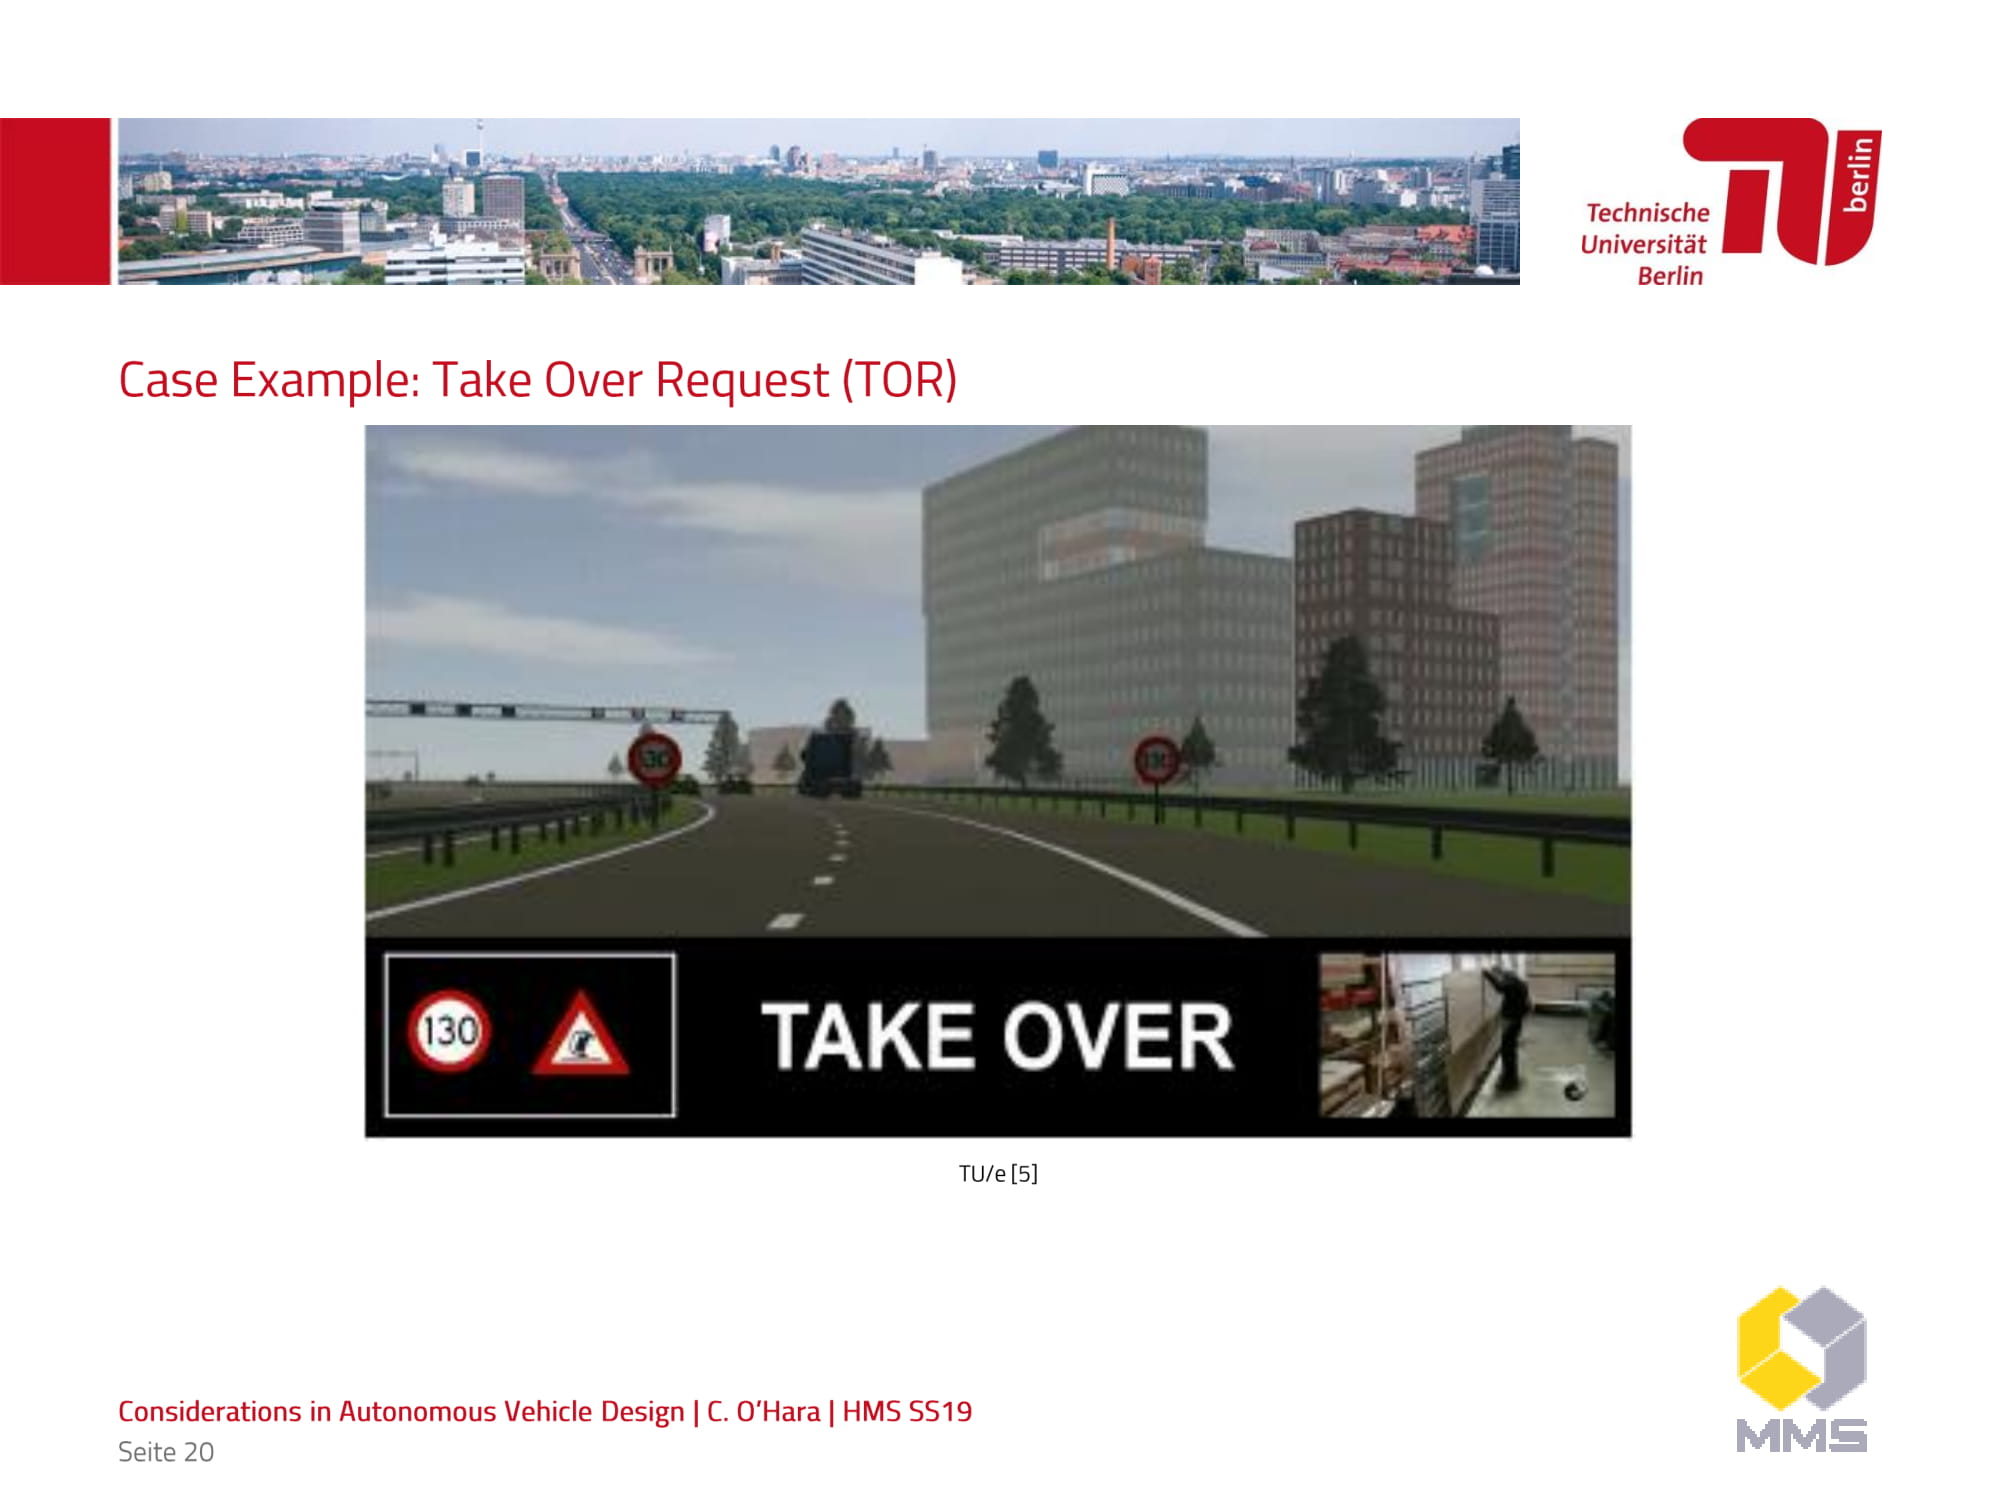 Technische
Universität
Berlin
berlin
Case Example: Take Over Request (TOR)
130
130
TAKE OVER
TU/e [5]
Considerations in Autonomous Vehicle Design | C. O'Hara | HMS SS19
Seite 20
MMS